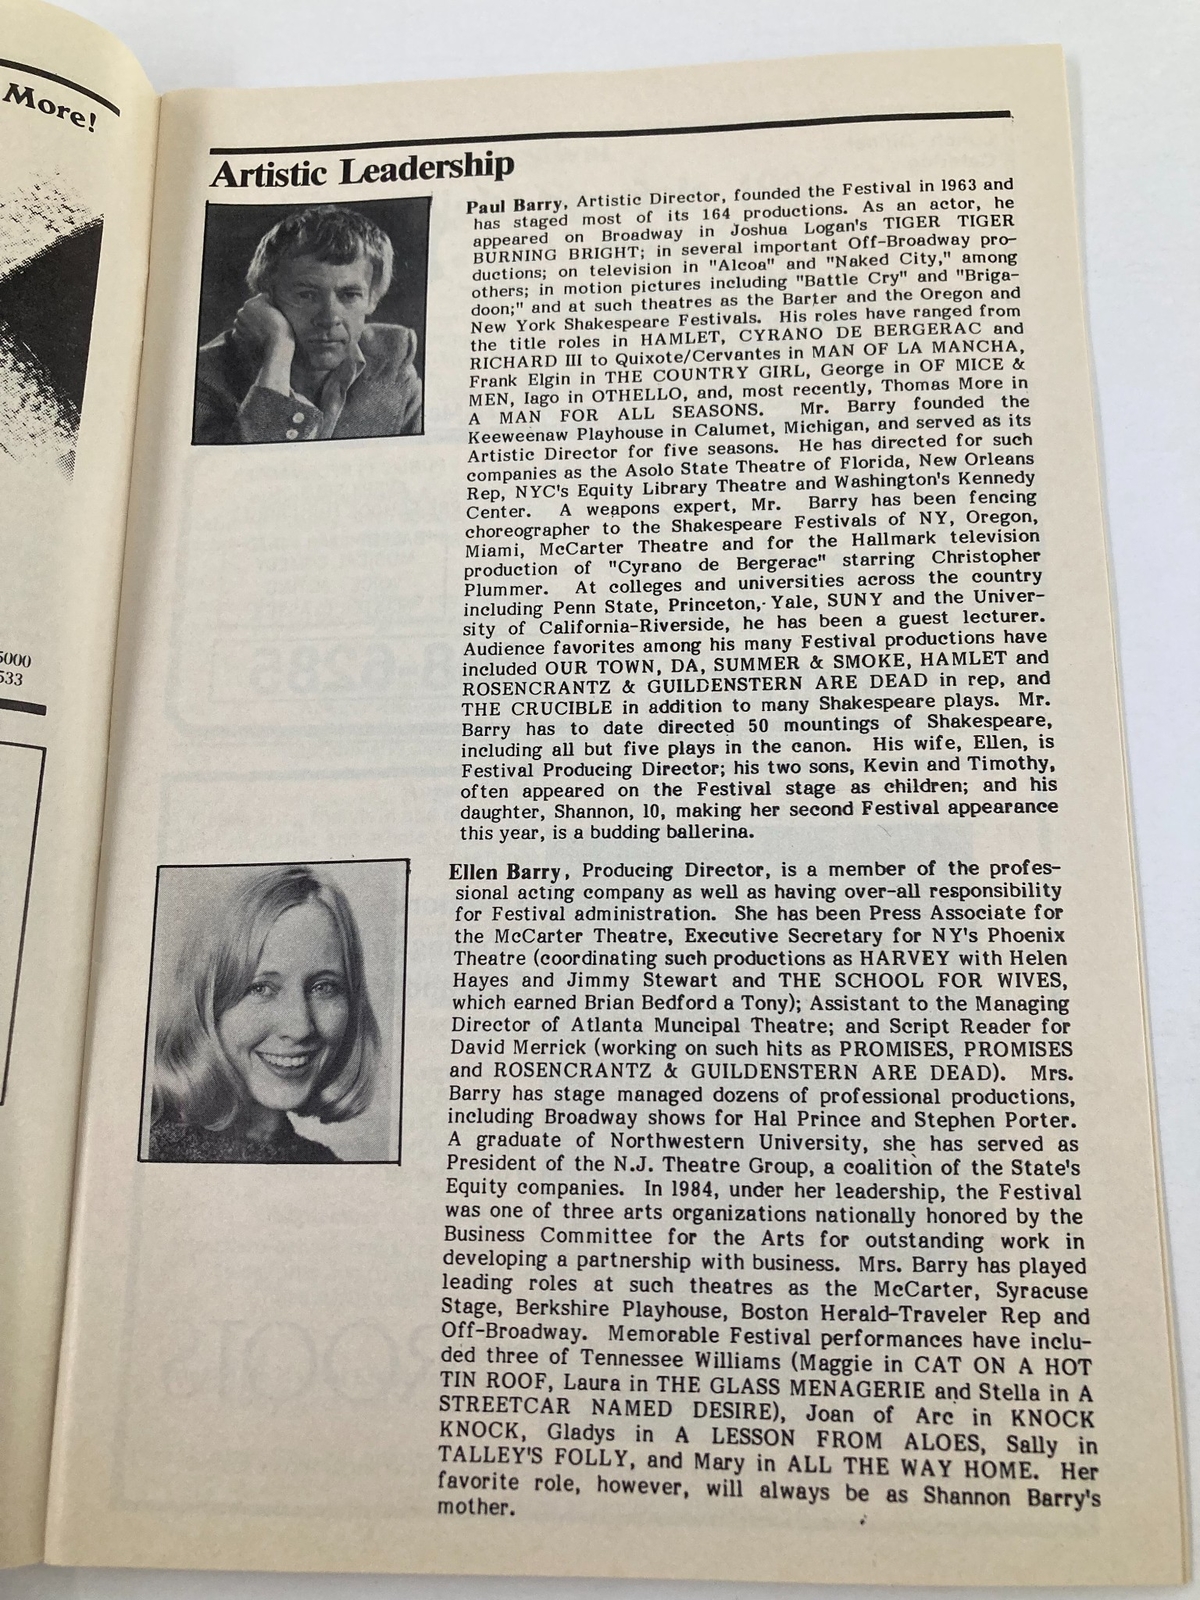 More!
5000
533
Artistic Leadership
Paul Barry, Artistic Director, founded the Festival in 1963 and
has staged most of its 164 productions. As an actor, he
appeared on Broadway in Joshua Logan's TIGER TIGER
BURNING BRIGHT; in several important Off-Broadway pro-
ductions; on television in "Alcoa" and "Naked City," among
others; in motion pictures including "Battle Cry" and "Briga-
doon;" and at such theatres as the Barter and the Oregon and
New York Shakespeare Festivals. His roles have ranged from
the title roles in HAMLET, CYRANO DE BERGERAC and
RICHARD III to Quixote/Cervantes in MAN OF LA MANCHA,
Frank Elgin in THE COUNTRY GIRL, George in OF MICE &
MEN, Iago in OTHELLO, and, most recently, Thomas More in
A MAN FOR ALL SEASONS. Mr. Barry founded the
Keeweenaw Playhouse in Calumet, Michigan, and served as its
Artistic Director for five seasons. He has directed for such
companies as the Asolo State Theatre of Florida, New Orleans
Rep, NYC's Equity Library Theatre and Washington's Kennedy
Center. A weapons expert, Mr. Barry has been fencing
choreographer to the Shakespeare Festivals of NY, Oregon,
Miami, McCarter Theatre and for the Hallmark television
production of "Cyrano de Bergerac" starring Christopher
Plummer. At colleges and universities across the country
including Penn State, Princeton, Yale, SUNY and the Univer-
sity of California-Riverside, he has been a guest lecturer.
Audience favorites among his many Festival productions have
included OUR TOWN, DA, SUMMER & SMOKE, HAMLET and
ROSENCRANTZ & GUILDENSTERN ARE DEAD in rep, and
THE CRUCIBLE in addition to many Shakespeare plays. Mr.
Barry has to date directed 50 mountings of Shakespeare,
including all but five plays in the canon. His wife, Ellen, is
Festival Producing Director; his two sons, Kevin and Timothy,
often appeared on the Festival stage as children; and his
daughter, Shannon, 10, making her second Festival appearance
this year, is a budding ballerina.
Ellen Barry, Producing Director, is a member of the profes-
sional acting company as well as having over-all responsibility
for Festival administration. She has been Press Associate for
the McCarter Theatre, Executive Secretary for NY's Phoenix
Theatre (coordinating such productions as HARVEY with Helen
Hayes and Jimmy Stewart and THE SCHOOL FOR WIVES,
which earned Brian Bedford a Tony); Assistant to the Managing
Director of Atlanta Muncipal Theatre; and Script Reader for
David Merrick (working on such hits as PROMISES, PROMISES
and ROSENCRANTZ & GUILDENSTERN ARE DEAD). Mrs.
Barry has stage managed dozens of professional productions,
including Broadway shows for Hal Prince and Stephen Porter.
A graduate of Northwestern University, she has served as
President of the N.J. Theatre Group, a coalition of the State's
Equity companies. In 1984, under her leadership, the Festival
was one of three arts organizations nationally honored by the
Business Committee for the Arts for outstanding work in
developing a partnership with business. Mrs. Barry has played
leading roles at such theatres as the McCarter, Syracuse
Stage, Berkshire Playhouse, Boston Herald-Traveler Rep and
Off-Broadway. Memorable Festival performances have inclu-
ded three of Tennessee Williams (Maggie in CAT ON A HOT
TIN ROOF, Laura in THE GLASS MENAGERIE and Stella in A
STREETCAR NAMED DESIRE), Joan of Arc in KNOCK
KNOCK, Gladys in A LESSON FROM ALOES, Sally in
TALLEY'S FOLLY, and Mary in ALL THE WAY HOME. Her
favorite role, however, will always be as Shannon Barry's
mother.